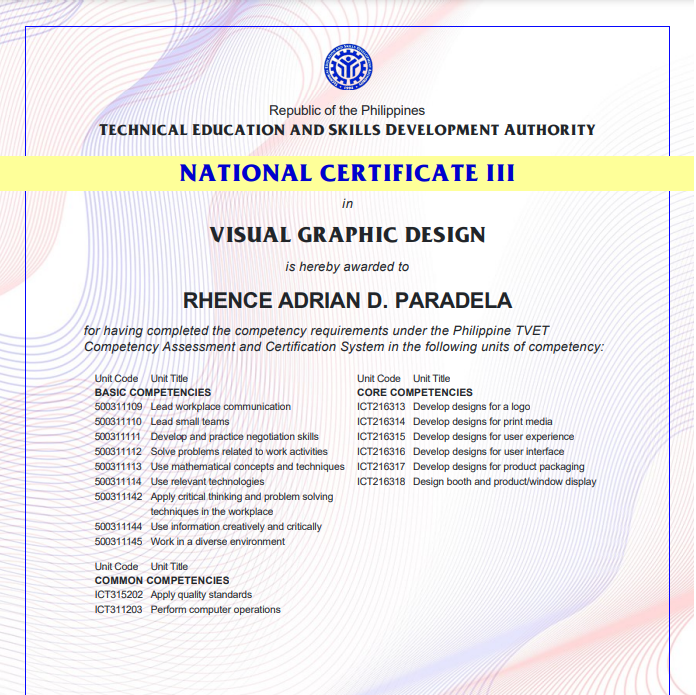 Republic of the Philippines
TECHNICAL EDUCATION AND SKILLS DEVELOPMENT AUTHORITY
NATIONAL CERTIFICATE III
in
VISUAL GRAPHIC DESIGN
is hereby awarded to
RHENCE ADRIAN D. PARADELA
for having completed the competency requirements under the Philippine TVET
Competency Assessment and Certification System in the following units of competency:
Unit Code Unit Title
BASIC COMPETENCIES
500311109 Lead workplace communication
500311110 Lead small teams
500311111 Develop and practice negotiation skills
500311112 Solve problems related to work activities
500311113 Use mathematical concepts and techniques
500311114 Use relevant technologies
500311142 Apply critical thinking and problem solving
techniques in the workplace
500311144 Use information creatively and critically
500311145 Work in a diverse environment
Unit Code Unit Title
COMMON COMPETENCIES
ICT315202 Apply quality standards
ICT311203 Perform computer operations
Unit Code Unit Title
CORE COMPETENCIES
ICT216313 Develop designs for a logo
ICT216314 Develop designs for print media
ICT216315 Develop designs for user experience
ICT216316 Develop designs for user interface
ICT216317 Develop designs for product packaging
ICT216318 Design booth and product/window display